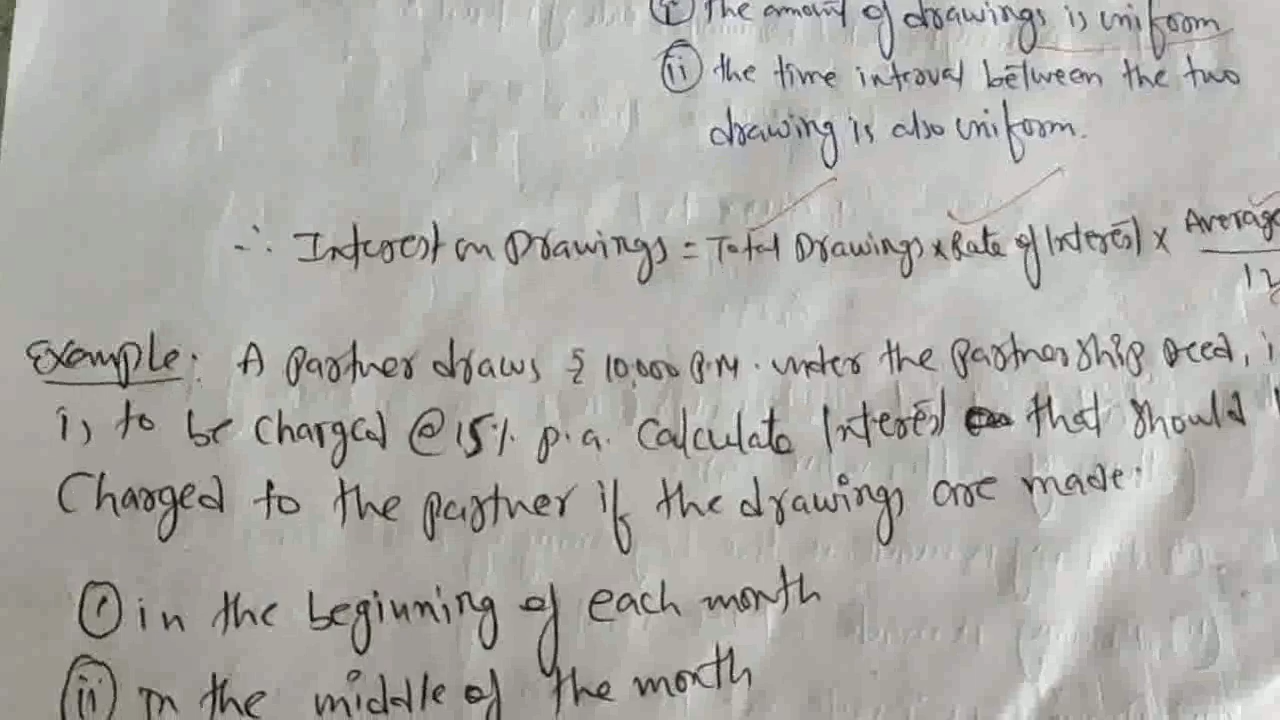 (i) the amount of drawings is uniform
(ii) the time intraval between the two
drawing is also uniform.
∴ Interest on Drawings = Total Drawings × Rate of Interest × Average
12
Example: A Partner draws ₹ 10,000 P.M. under the Partnership Deed,
is to be charged @ 15% p.a. Calculate Interest that should
Charged to the partner if the drawings are made:
(i) in the beginning of each month
(ii) in the middle of the month